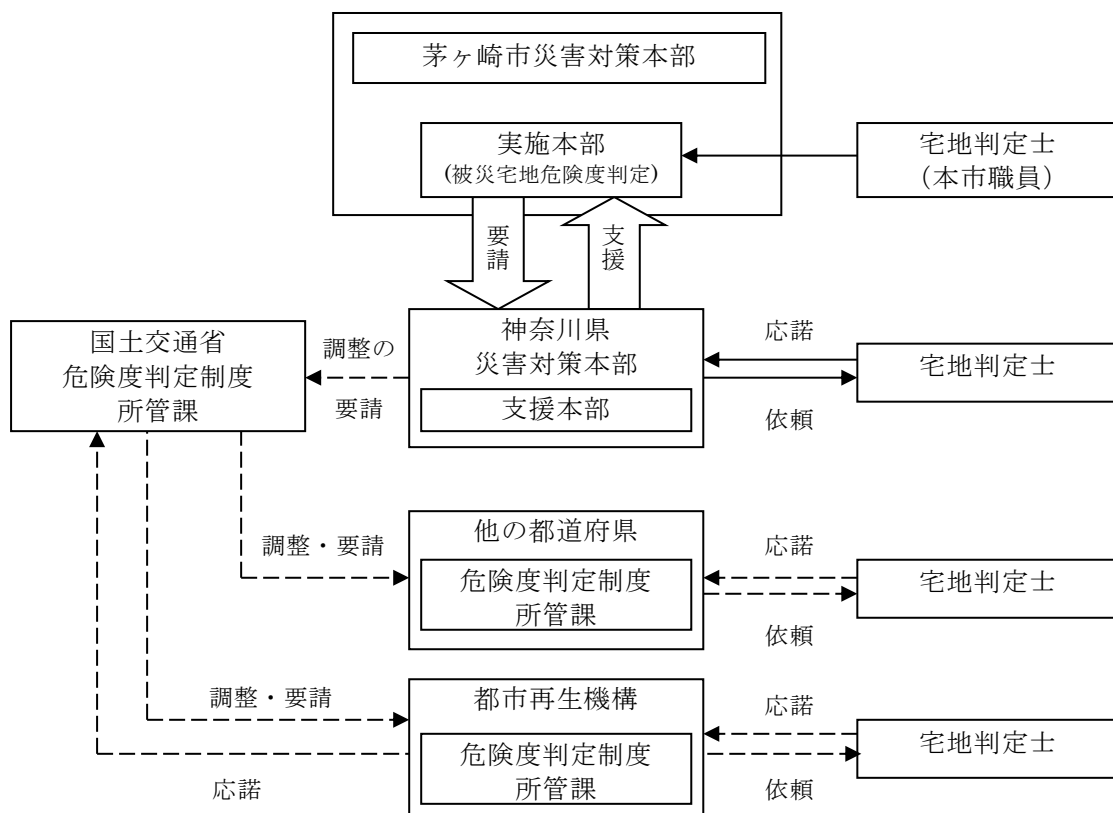 茅ヶ崎市災害対策本部
実施本部
(被災宅地危険度判定)
宅地判定士
（本市職員）
要請
支援
国土交通省
危険度判定制度
所管課
調整の
要請
神奈川県
災害対策本部
支援本部
応諾
依頼
宅地判定士
調整・要請
他の都道府県
危険度判定制度
所管課
応諾
依頼
宅地判定士
調整・要請
応諾
都市再生機構
危険度判定制度
所管課
応諾
依頼
宅地判定士